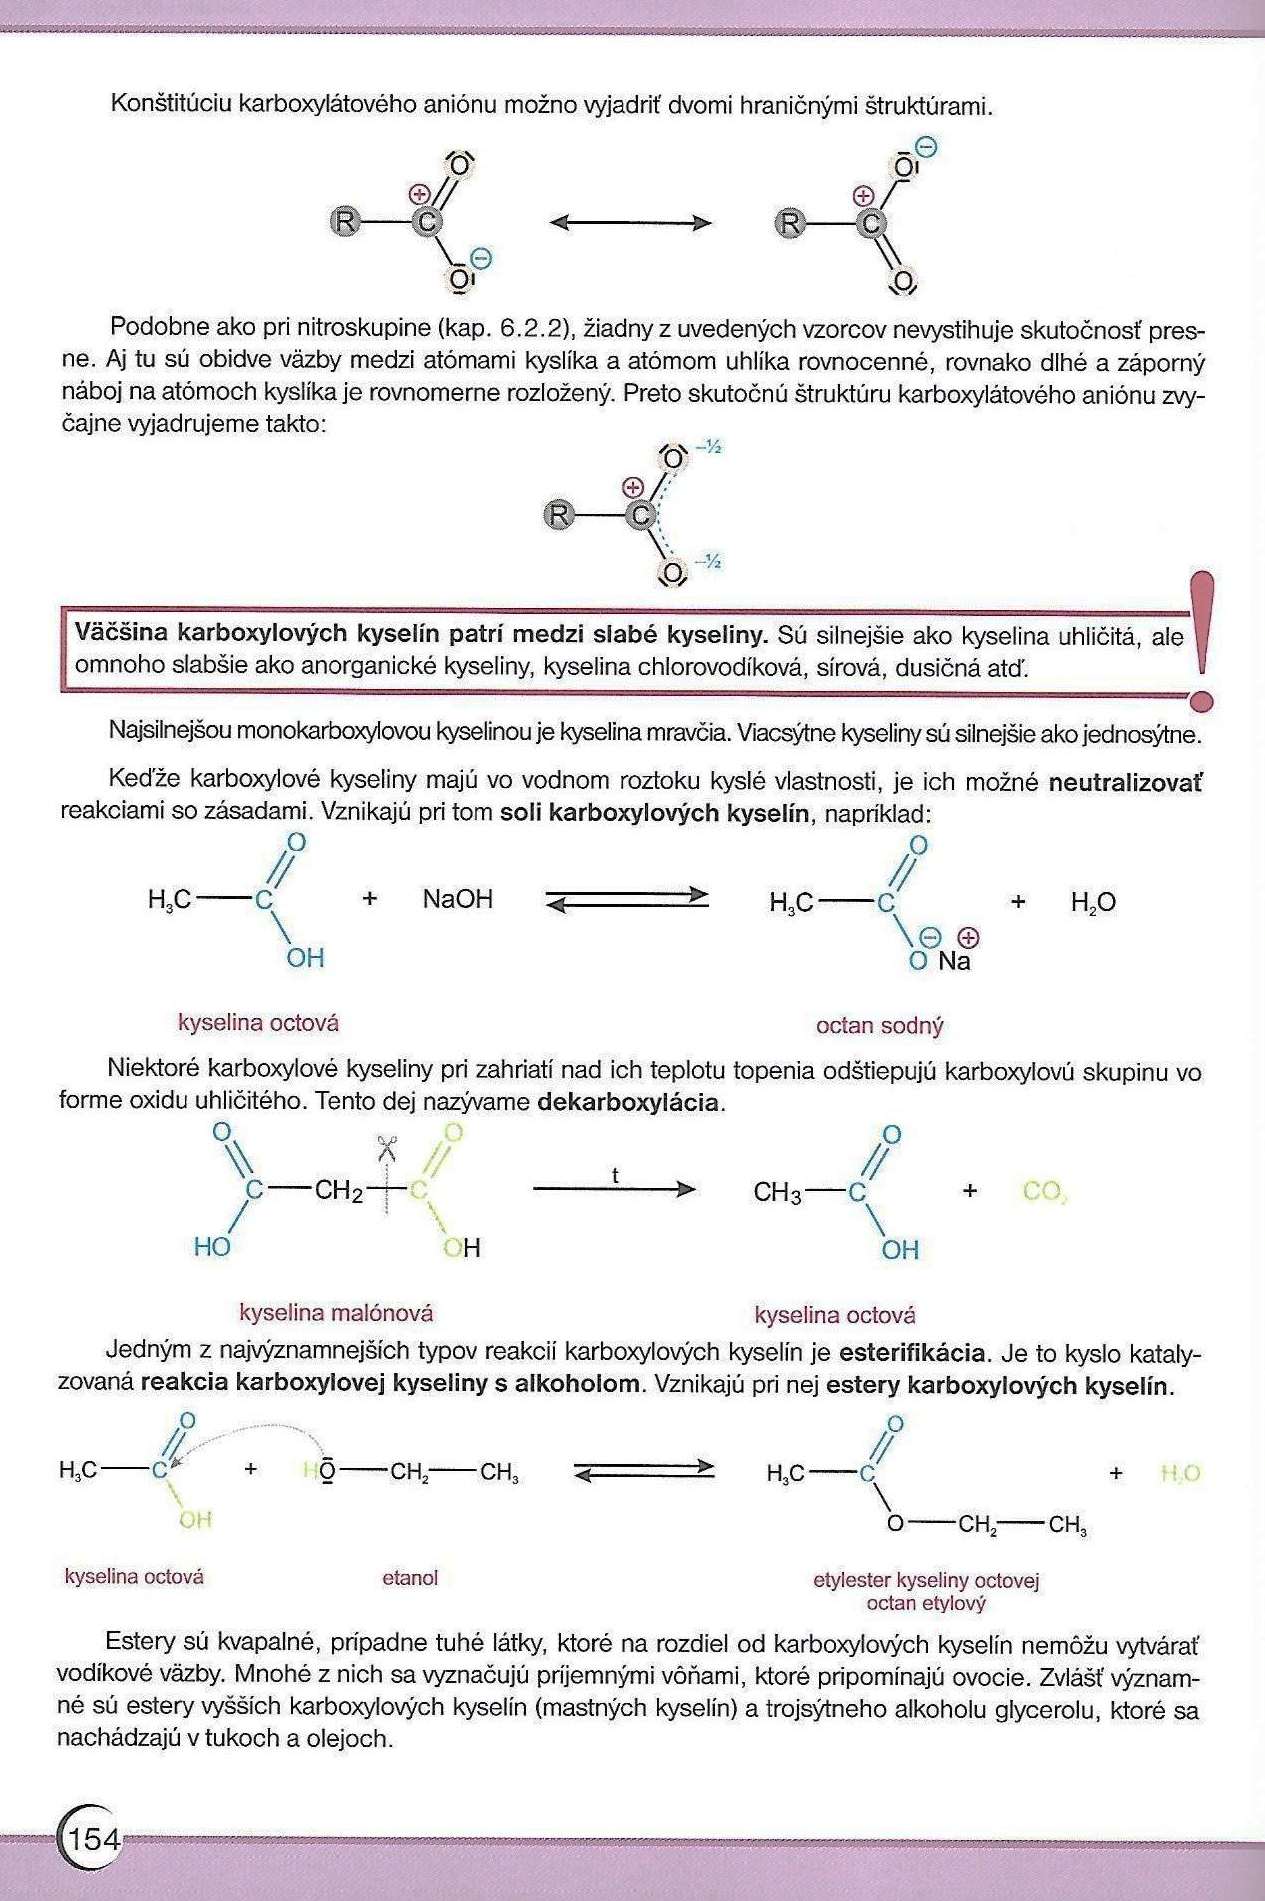 Konštitúciu karboxylátového aniónu možno vyjadriť dvomi hraničnými štruktúrami.
R C O O
R C O O
Podobne ako pri nitroskupine (kap. 6.2.2), žiadny z uvedených vzorcov nevystihuje skutočnosť pres-
ne. Aj tu sú obidve väzby medzi atómami kyslíka a atómom uhlíka rovnocenné, rovnako dlhé a záporný
náboj na atómoch kyslíka je rovnomerne rozložený. Preto skutočnú štruktúru karboxylátového aniónu zvy-
čajne vyjadrujeme takto:
O –½
R C
O –½
Väčšina karboxylových kyselín patrí medzi slabé kyseliny. Sú silnejšie ako kyselina uhličitá, ale
omnoho slabšie ako anorganické kyseliny, kyselina chlorovodíková, sírová, dusičná atď.
!
Najsilnejšou monokarboxylovou kyselinou je kyselina mravčia. Viacsýtne kyseliny sú silnejšie ako jednosýtne.
Keďže karboxylové kyseliny majú vo vodnom roztoku kyslé vlastnosti, je ich možné neutralizovať
reakciami so zásadami. Vznikajú pri tom soli karboxylových kyselín, napríklad:
O O
H₃C C + NaOH H₃C C + H₂O
OH O Na
kyselina octová octan sodný
Niektoré karboxylové kyseliny pri zahriatí nad ich teplotu topenia odštiepujú karboxylovú skupinu vo
forme oxidu uhličitého. Tento dej nazývame dekarboxylácia.
O O O
C CH2 C t CH3 C + CO₂
HO OH OH
kyselina malónová kyselina octová
Jedným z najvýznamnejších typov reakcií karboxylových kyselín je esterifikácia. Je to kyslo kataly-
zovaná reakcia karboxylovej kyseliny s alkoholom. Vznikajú pri nej estery karboxylových kyselín.
O O
H₃C C + HO CH₂ CH₃ H₃C C + H₂O
OH O CH₂ CH₃
kyselina octová etanol etylester kyseliny octovej
octan etylový
Estery sú kvapalné, prípadne tuhé látky, ktoré na rozdiel od karboxylových kyselín nemôžu vytvárať
vodíkové väzby. Mnohé z nich sa vyznačujú príjemnými vôňami, ktoré pripomínajú ovocie. Zvlášť význam-
né sú estery vyšších karboxylových kyselín (mastných kyselín) a trojsýtneho alkoholu glycerolu, ktoré sa
nachádzajú v tukoch a olejoch.
154